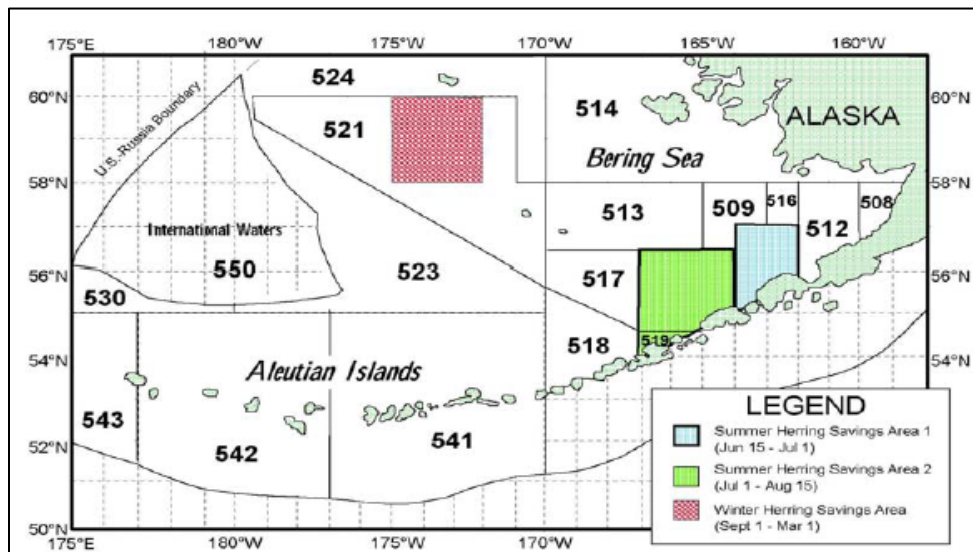 175°E 180°W 175°W 170°W 165°W 160°W
524
60°N 60°N
514
ALASKA
521
U.S.-Russia Boundary
Bering Sea
58°N 58°N
513 509 516 508
512
International Waters
550
517
523
56°N 56°N
530
519
518
54°N 54°N
Aleutian Islands
543 542 541
52°N
50°N
175°E 180°W 175°W
LEGEND
Summer Herring Savings Area 1
(Jun 15 - Jul 1)
Summer Herring Savings Area 2
(Jul 1 - Aug 15)
Winter Herring Savings Area
(Sept 1 - Mar 1)